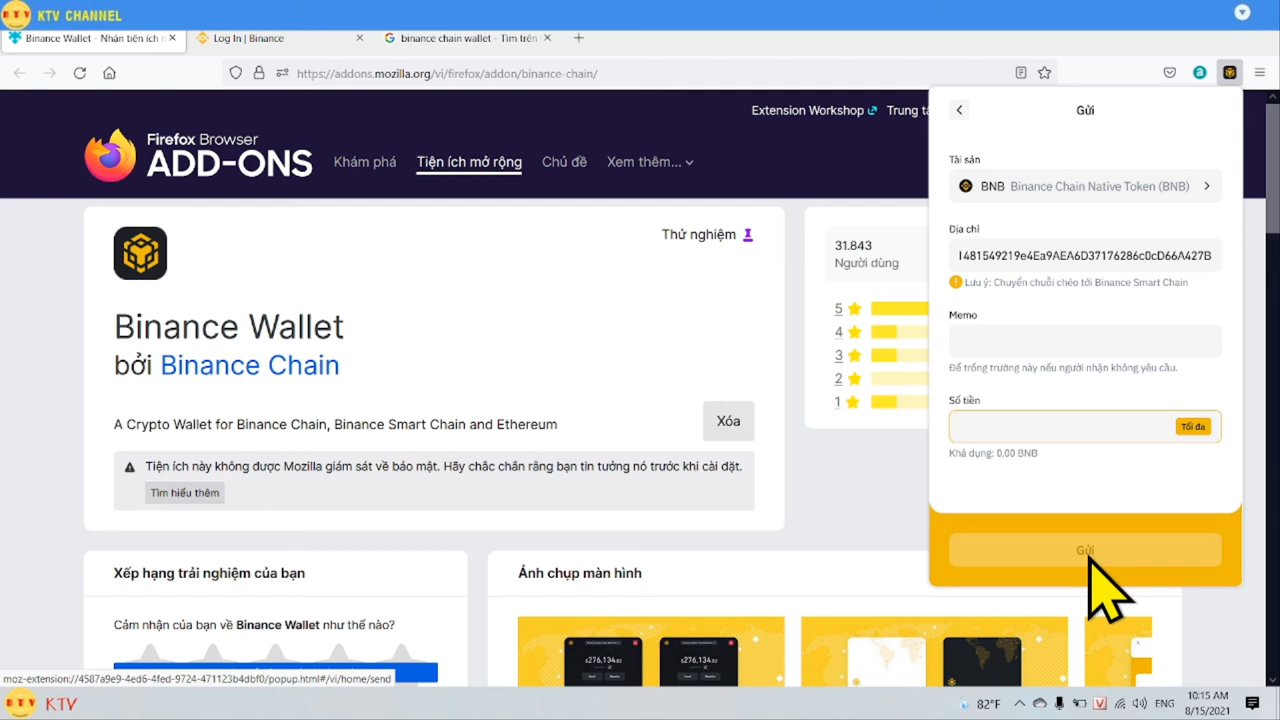 KTV KTV CHANNEL
Binance Wallet - Nhận tiện ích n
Log In | Binance
binance chain wallet - Tìm trên
https://addons.mozilla.org/vi/firefox/addon/binance-chain/
Extension Workshop
Trung tâ
Firefox Browser
ADD-ONS
Khám phá
Tiện ích mở rộng
Chủ đề
Xem thêm...
Thử nghiệm
Binance Wallet
bởi Binance Chain
A Crypto Wallet for Binance Chain, Binance Smart Chain and Ethereum
Xóa
Tiện ích này không được Mozilla giám sát về bảo mật. Hãy chắc chắn rằng bạn tin tưởng nó trước khi cài đặt.
Tìm hiểu thêm
31.843
Người dùng
5
4
3
2
1
Gửi
Tài sản
BNB Binance Chain Native Token (BNB)
Địa chỉ
1481549219e4Ea9AEA6D37176286c0cD66A427B
Lưu ý: Chuyển chuỗi chéo tới Binance Smart Chain
Memo
Để trống trường này nếu người nhận không yêu cầu.
Số tiền
Tối đa
Khả dụng: 0.00 BNB
Gửi
Xếp hạng trải nghiệm của bạn
Cảm nhận của bạn về Binance Wallet như thế nào?
Ảnh chụp màn hình
$276,134.83
$276,134.83
moz-extension://4587a9e9-4ed6-4fed-9724-471123b4dbf0/popup.html#/vi/home/send
KTV KTV
82°F
ENG
10:15 AM
8/15/2021